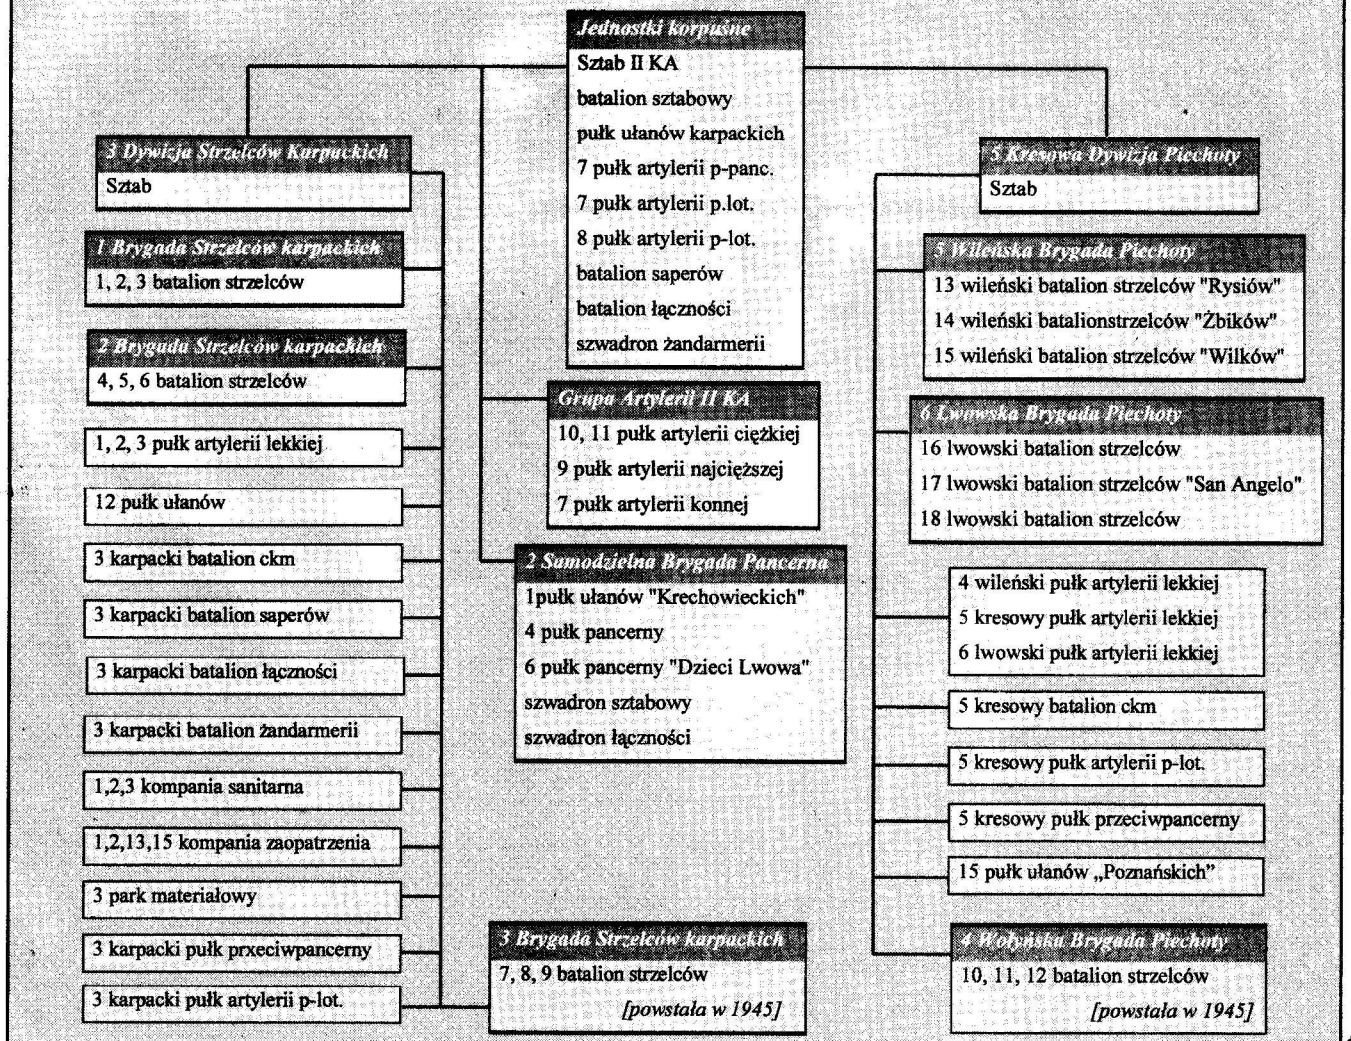 Jednostki korpuśne
Sztab II KA
batalion sztabowy
pułk ułanów karpackich
7 pułk artylerii p-panc.
7 pułk artylerii p.lot.
8 pułk artylerii p-lot.
batalion saperów
batalion łączności
szwadron żandarmerii
3 Dywizja Strzelców Karpackich
Sztab
1 Brygada Strzelców karpackich
1, 2, 3 batalion strzelców
2 Brygada Strzelców karpackich
4, 5, 6 batalion strzelców
1, 2, 3 pułk artylerii lekkiej
12 pułk ułanów
3 karpacki batalion ckm
3 karpacki batalion saperów
3 karpacki batalion łączności
3 karpacki batalion żandarmerii
1,2,3 kompania sanitarna
1,2,13,15 kompania zaopatrzenia
3 park materiałowy
3 karpacki pułk prxeciwpancerny
3 karpacki pułk artylerii p-lot.
Grupa Artylerii II KA
10, 11 pułk artylerii ciężkiej
9 pułk artylerii najcięższej
7 pułk artylerii konnej
2 Samodzielna Brygada Pancerna
1pułk ułanów "Krechowieckich"
4 pułk pancerny
6 pułk pancerny "Dzieci Lwowa"
szwadron sztabowy
szwadron łączności
3 Brygada Strzelców karpackich
7, 8, 9 batalion strzelców
[powstała w 1945]
5 Kresowa Dywizja Piechoty
Sztab
5 Wileńska Brygada Piechoty
13 wileński batalion strzelców "Rysiów"
14 wileński batalionstrzelców "Żbików"
15 wileński batalion strzelców "Wilków"
6 Lwowska Brygada Piechoty
16 lwowski batalion strzelców
17 lwowski batalion strzelców "San Angelo"
18 lwowski batalion strzelców
4 wileński pułk artylerii lekkiej
5 kresowy pułk artylerii lekkiej
6 lwowski pułk artylerii lekkiej
5 kresowy batalion ckm
5 kresowy pułk artylerii p-lot.
5 kresowy pułk przeciwpancerny
15 pułk ułanów „Poznańskich”
4 Wołyńska Brygada Piechoty
10, 11, 12 batalion strzelców
[powstała w 1945]